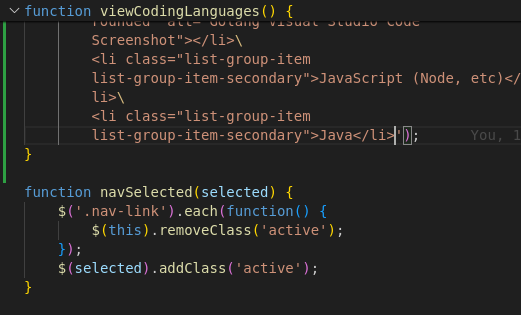 function viewCodingLanguages() {
rounded" alt="Golang Visual Studio Code
Screenshot"></li>\
<li class="list-group-item
list-group-item-secondary">JavaScript (Node, etc)</
li>\
<li class="list-group-item
list-group-item-secondary">Java</li>');
You, 1
}
function navSelected(selected) {
$('.nav-link').each(function() {
$(this).removeClass('active');
});
$(selected).addClass('active');
}